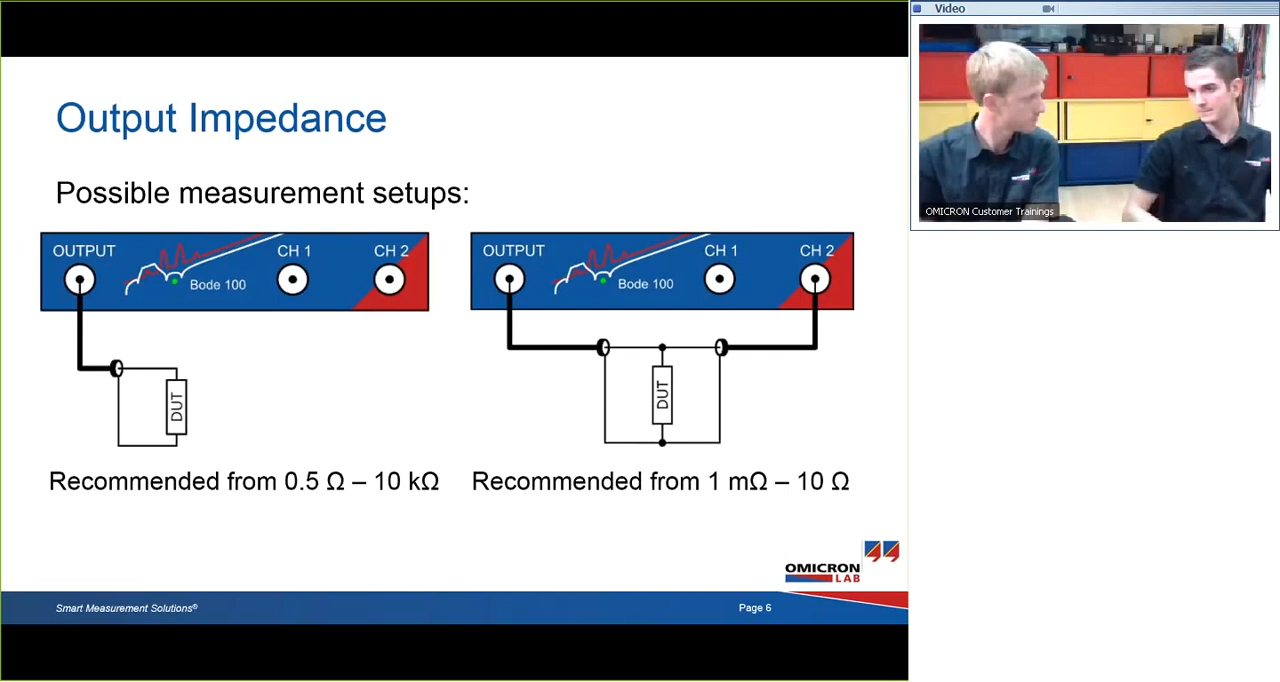 Output Impedance
Possible measurement setups:
OUTPUT
CH 1
CH 2
Bode 100
DUT
Recommended from 0.5 Ω – 10 kΩ
OUTPUT
CH 1
CH 2
Bode 100
DUT
Recommended from 1 mΩ – 10 Ω
OMICRON
LAB
Smart Measurement Solutions®
Page 6
Video
OMICRON Customer Trainings